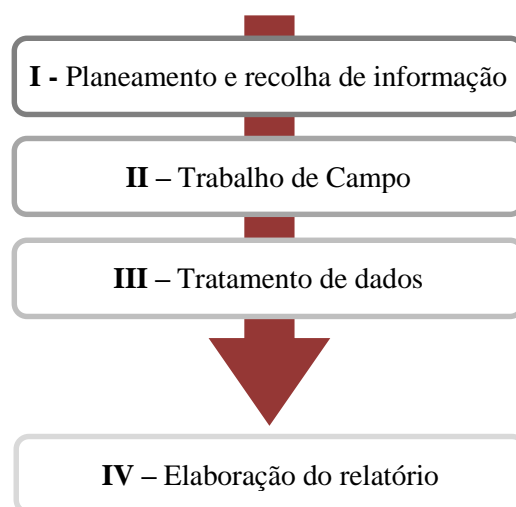 I - Planeamento e recolha de informação
II – Trabalho de Campo
III – Tratamento de dados
IV – Elaboração do relatório